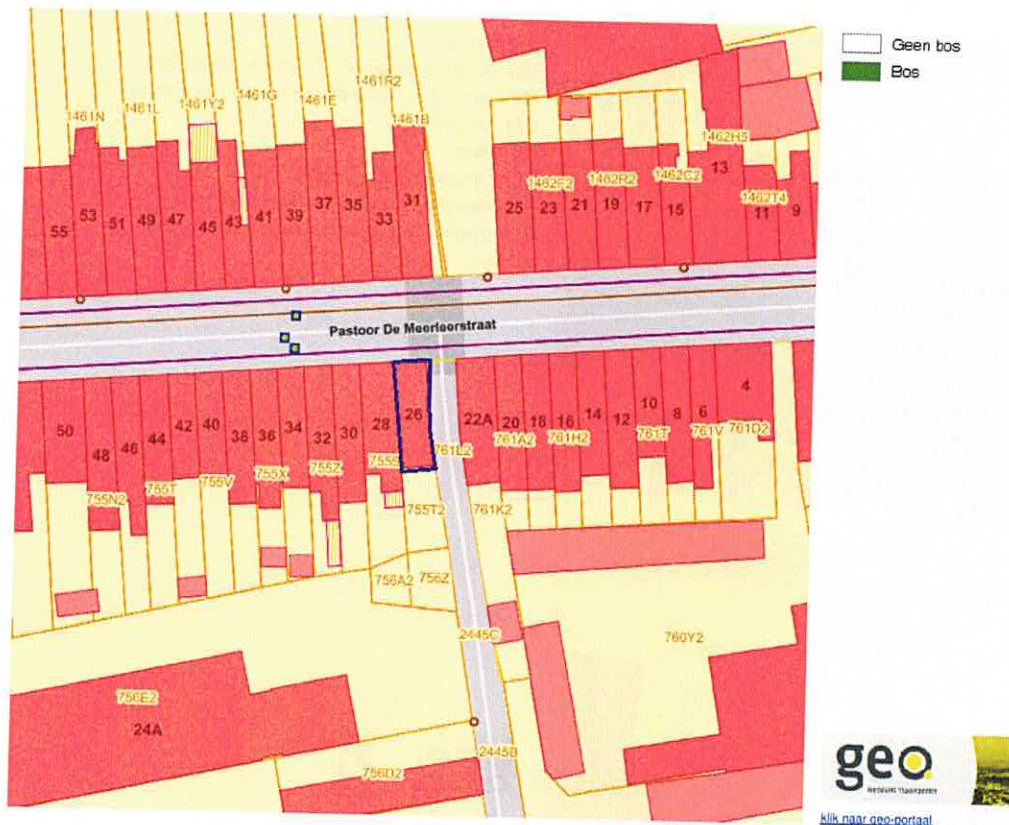 Geen bos
Bos
1461N 1461L 1461Y2 1461G 1461E 1461R2 1461B
1462H5
55 53 51 49 47 45 43 41 39 37 35 33 31
1462F2 1462R2 1462C2 1462T4
25 23 21 19 17 15 13 11 9
Pastoor De Meerleerstraat
50 48 46 44 42 40 38 36 34 32 30 28 26
22A 20 18 16 14 12 10 8 6 4
755N2 755T 755V 755X 755Z 755S 761L2
761A2 761H2 761T 761V 761D2
755T2 761K2
756A2 756Z
2445C
760Y2
756E2
24A
2445B
756D2
geo
klik naar geo-portaal